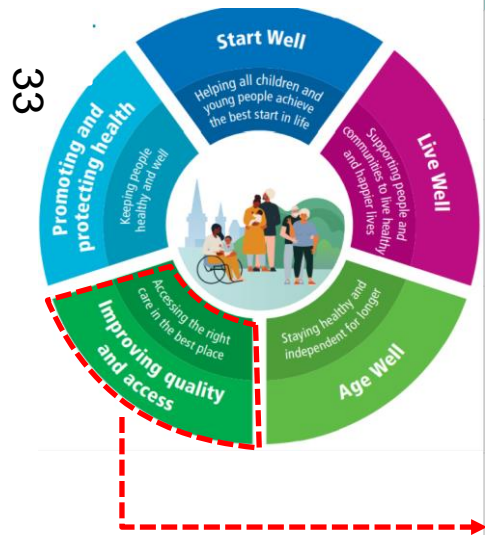 33
Start Well
Helping all children and
young people achieve
the best start in life
Live Well
Supporting people and
communities to live healthy
and happier lives
Age Well
Staying healthy and
independent for longer
Improving quality
and access
Accessing the right
care in the best place
Promoting and
protecting health
Keeping people
healthy and well